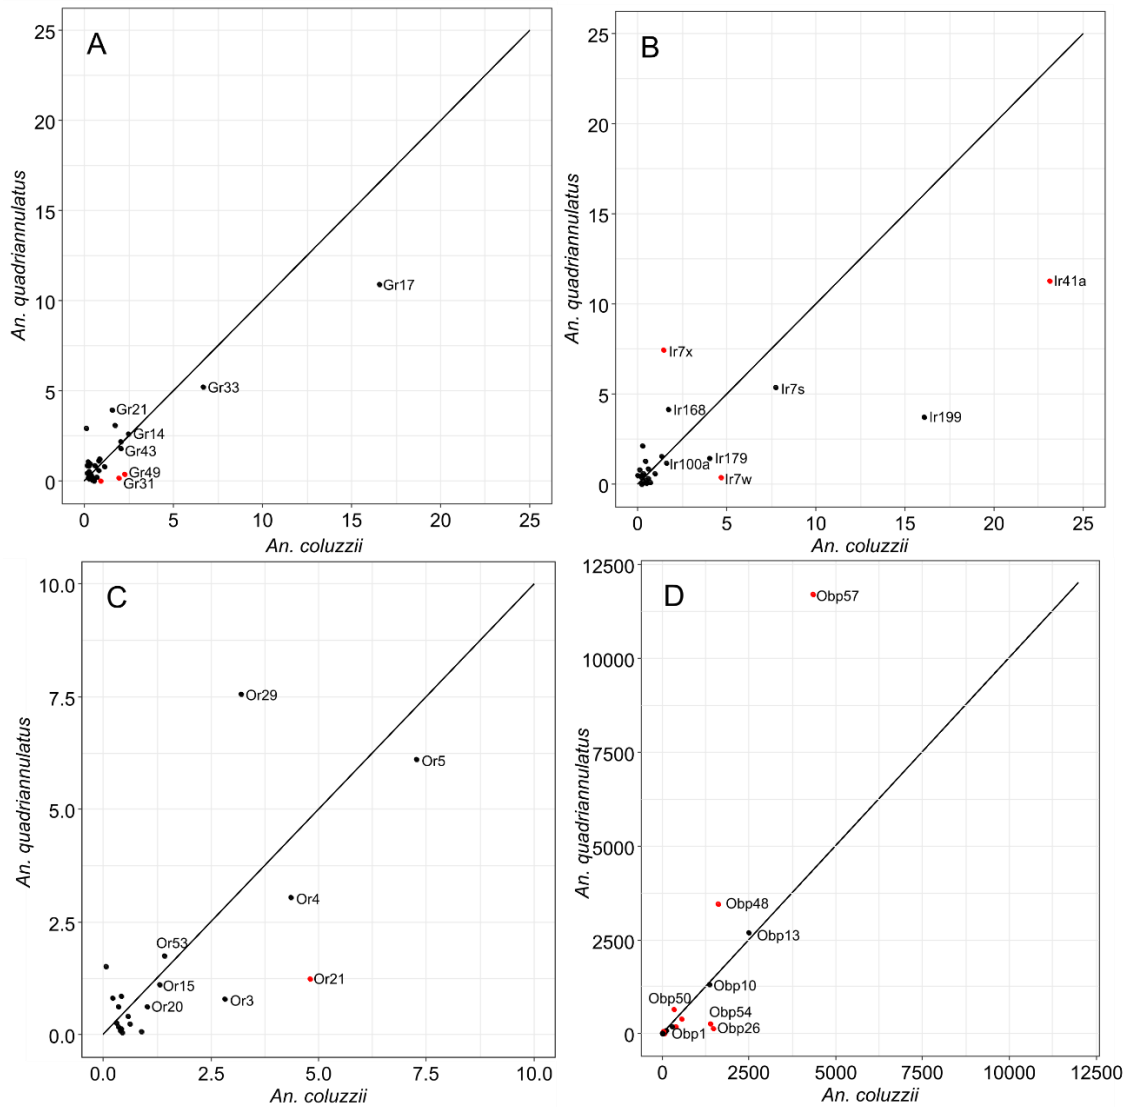 A
25
20
15
10
5
0
An. quadriannulatus
Gr17
Gr33
Gr21
Gr14
Gr43
Gr49
Gr31
0 5 10 15 20 25
An. coluzzii
B
25
20
15
10
5
0
An. quadriannulatus
Ir41a
Ir7x
Ir7s
Ir168
Ir199
Ir179
Ir100a
Ir7w
0 5 10 15 20 25
An. coluzzii
C
10.0
7.5
5.0
2.5
0.0
An. quadriannulatus
Or29
Or5
Or4
Or53
Or21
Or15
Or3
Or20
0.0 2.5 5.0 7.5 10.0
An. coluzzii
D
12500
10000
7500
5000
2500
0
An. quadriannulatus
Obp57
Obp48
Obp13
Obp10
Obp50
Obp54
Obp26
Obp1
0 2500 5000 7500 10000 12500
An. coluzzii